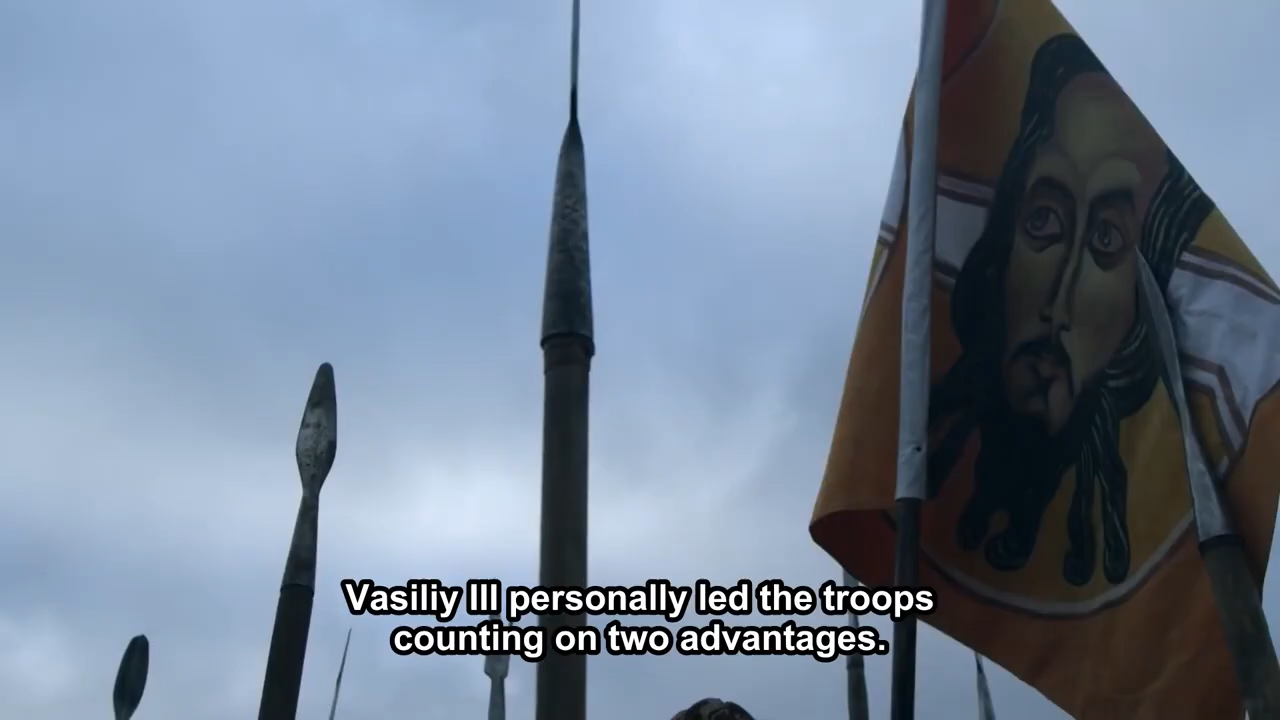 Vasiliy III personally led the troops
counting on two advantages.